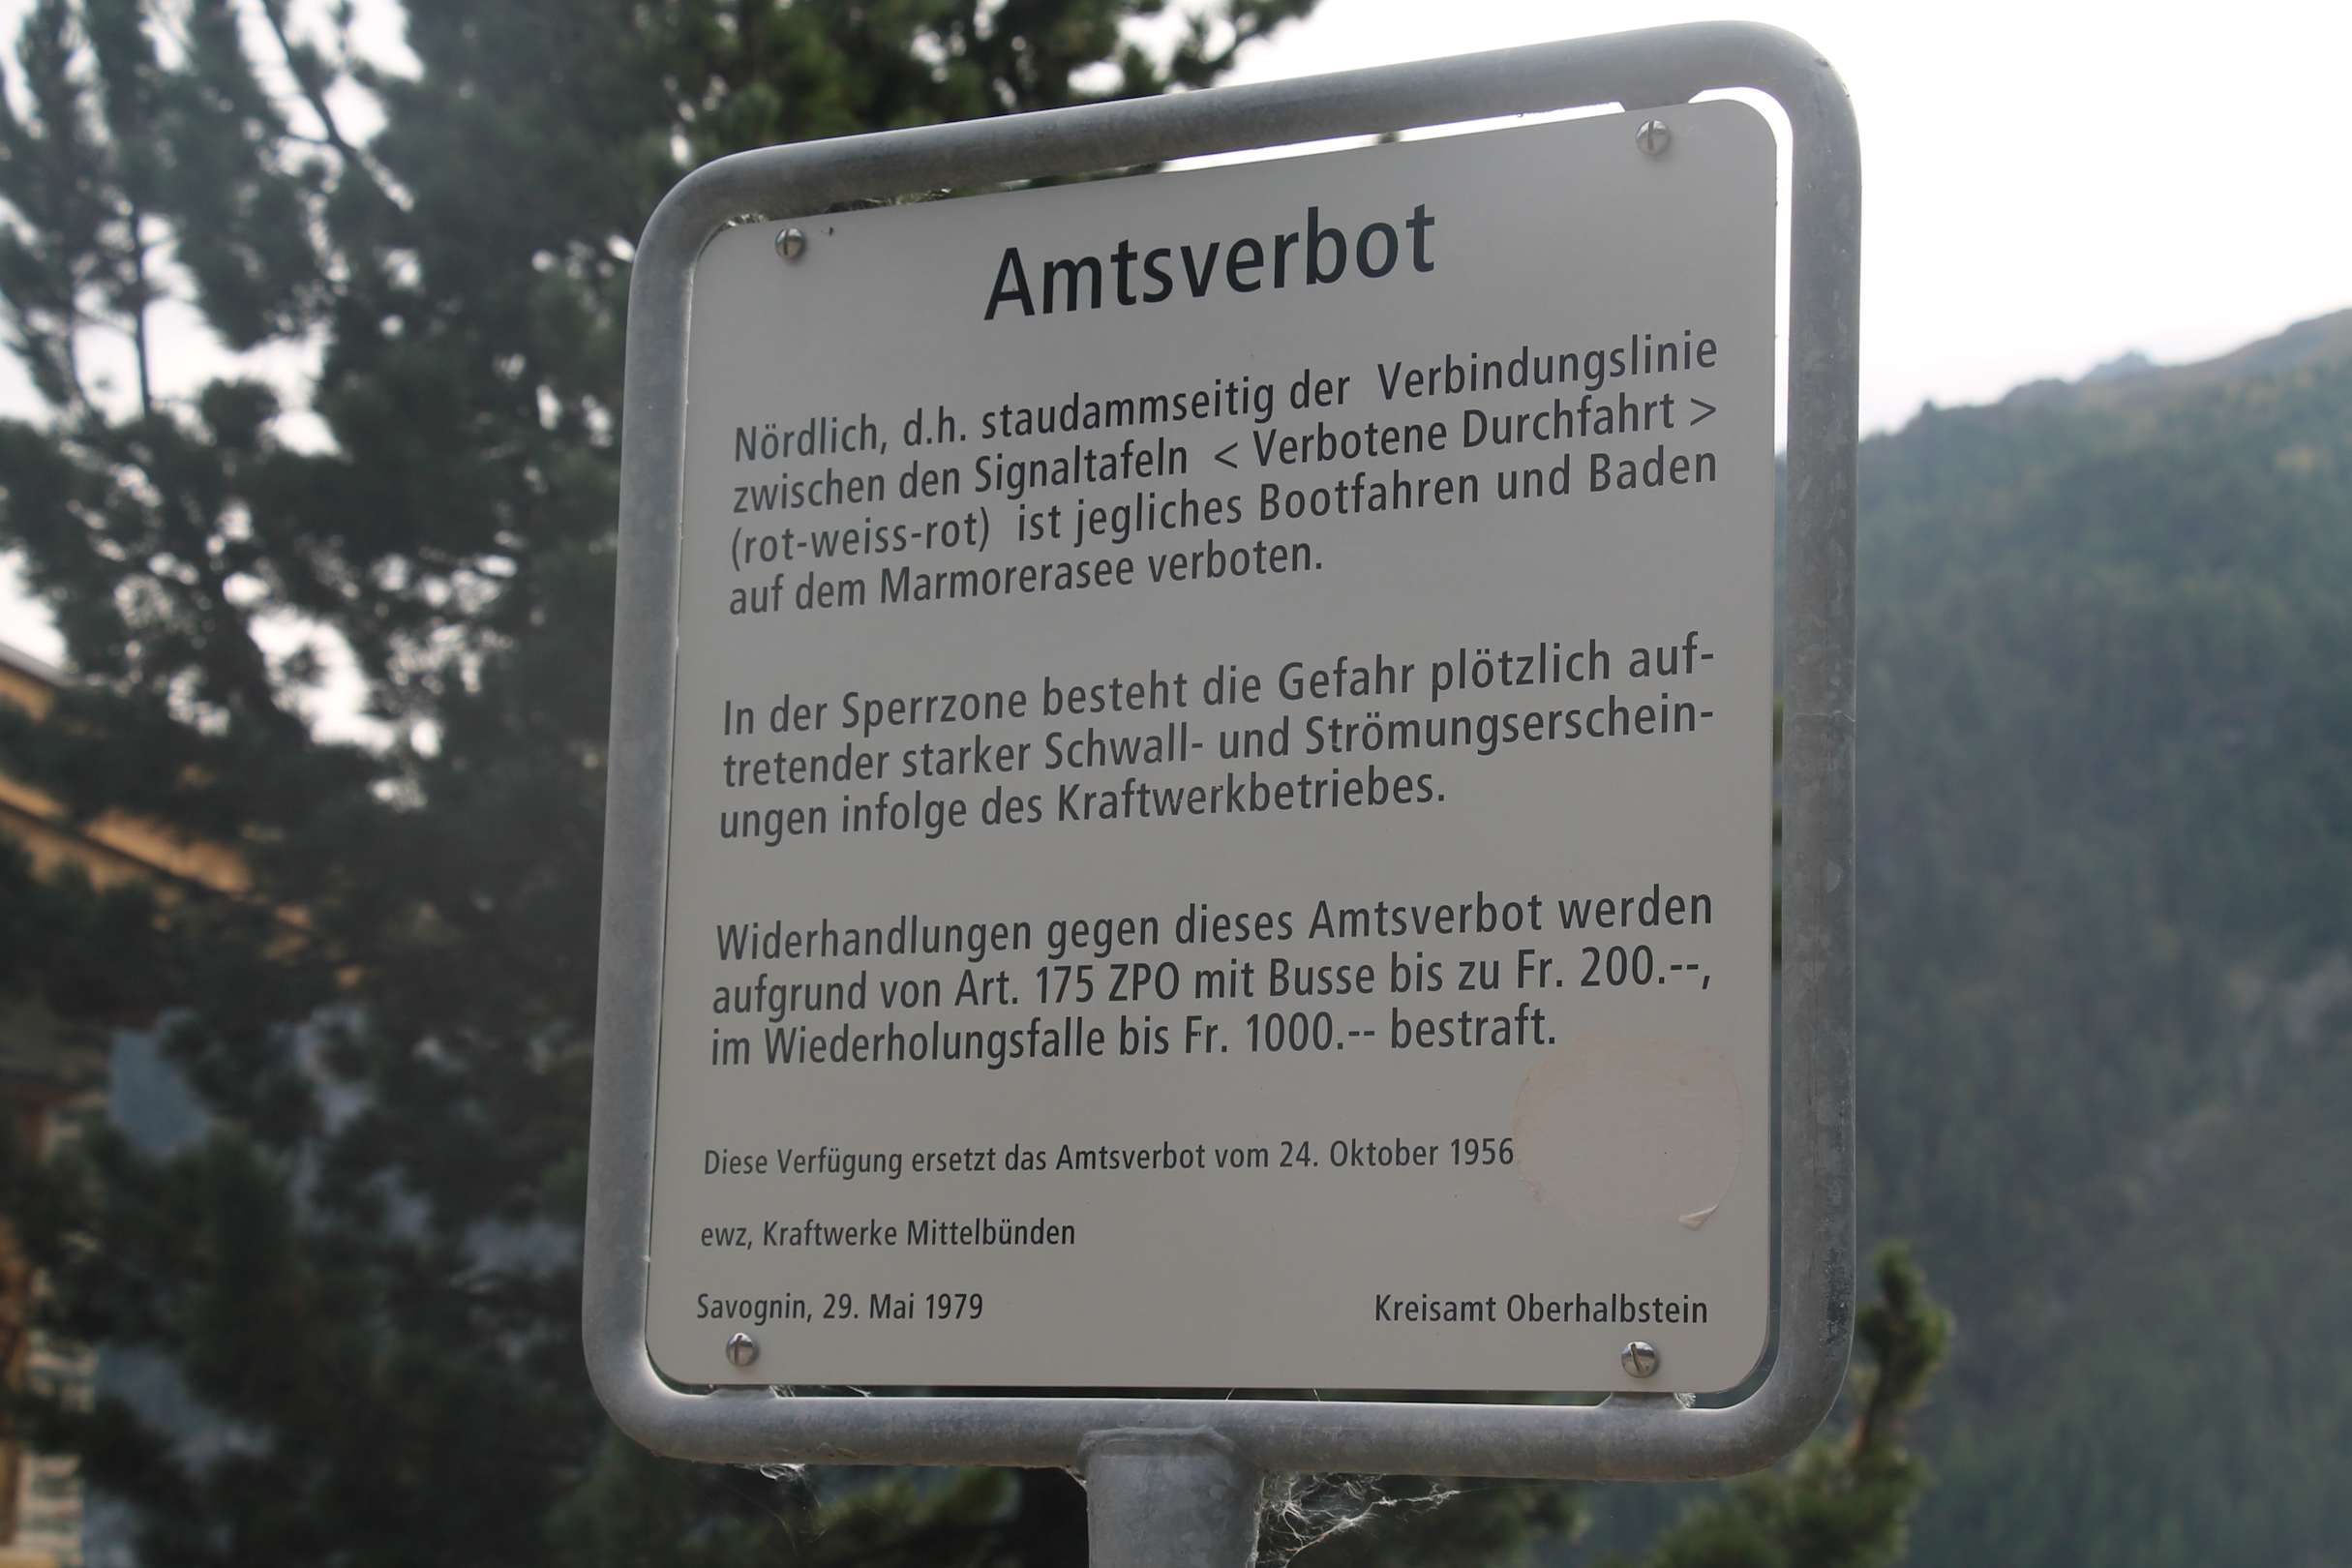 Amtsverbot
Nördlich, d.h. staudammseitig der Verbindungslinie
zwischen den Signaltafeln < Verbotene Durchfahrt >
(rot-weiss-rot) ist jegliches Bootfahren und Baden
auf dem Marmorerasee verboten.
In der Sperrzone besteht die Gefahr plötzlich auf-
tretender starker Schwall- und Strömungserschein-
ungen infolge des Kraftwerkbetriebes.
Widerhandlungen gegen dieses Amtsverbot werden
aufgrund von Art. 175 ZPO mit Busse bis zu Fr. 200.--,
im Wiederholungsfalle bis Fr. 1000.-- bestraft.
Diese Verfügung ersetzt das Amtsverbot vom 24. Oktober 1956
ewz, Kraftwerke Mittelbünden
Savognin, 29. Mai 1979 Kreisamt Oberhalbstein